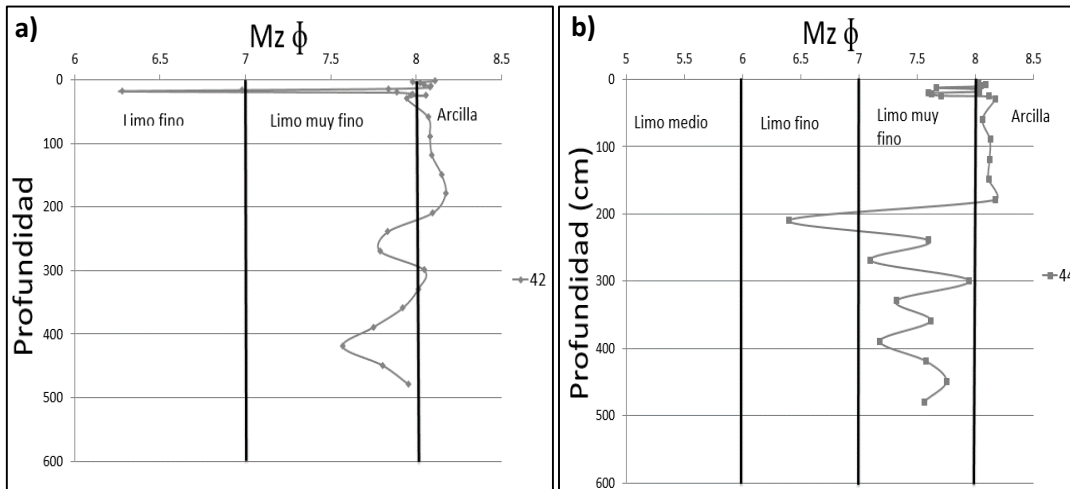 a)
Mz ϕ
6 6.5 7 7.5 8 8.5
0
100
200
300
400
500
600
Profundidad
Limo fino
Limo muy fino
Arcilla
42
b)
Mz ϕ
5 5.5 6 6.5 7 7.5 8 8.5
0
100
200
300
400
500
600
Profundidad (cm)
Limo medio
Limo fino
Limo muy
fino
Arcilla
44